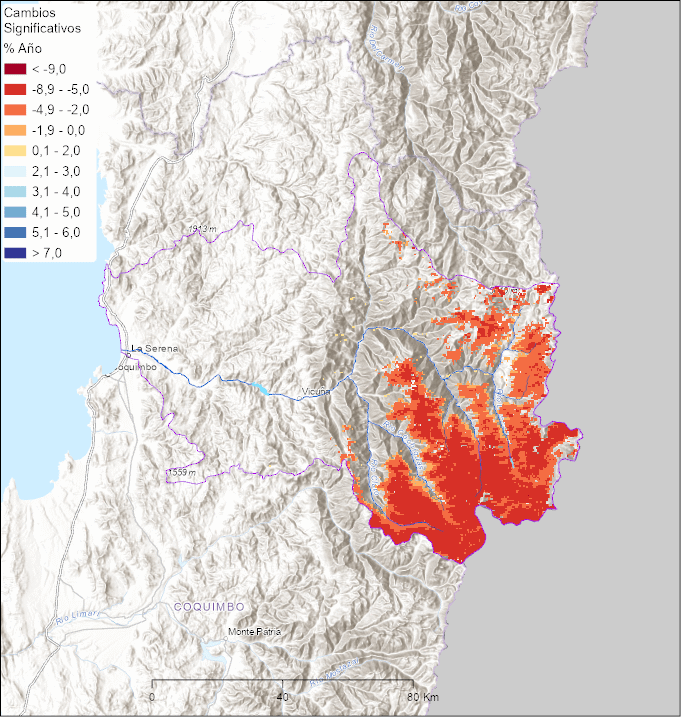 Cambios
Significativos
% Año
< -9,0
-8,9 - -5,0
-4,9 - -2,0
-1,9 - 0,0
0,1 - 2,0
2,1 - 3,0
3,1 - 4,0
4,1 - 5,0
5,1 - 6,0
> 7,0
1913 m
La Serena
Coquimbo
Vicuña
1559 m
COQUIMBO
Río Limarí
Monte Patria
0
40
80 Km